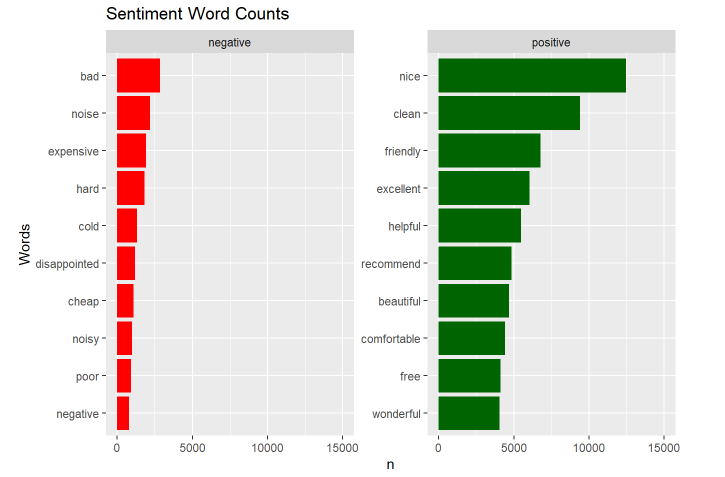 Sentiment Word Counts
negative
positive
Words
bad
noise
expensive
hard
cold
disappointed
cheap
noisy
poor
negative
0 5000 10000 15000
nice
clean
friendly
excellent
helpful
recommend
beautiful
comfortable
free
wonderful
0 5000 10000 15000
n